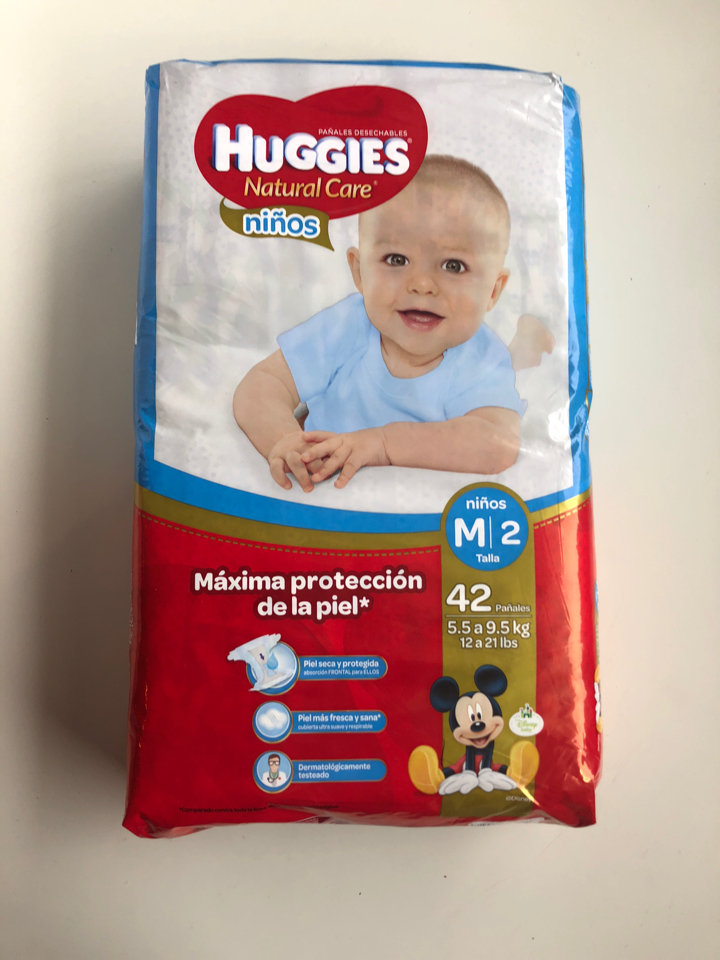 PAÑALES DESECHABLES
HUGGIES
Natural Care®
niños
niños
M|2
Talla
Máxima protección
de la piel*
42 Pañales
5.5 a 9.5 kg
12 a 21 lbs
Piel seca y protegida
absorción FRONTAL para ELLOS
Piel más fresca y sana*
cubierta ultra suave y respirable
Dermatológicamente
testeado
Disney
baby